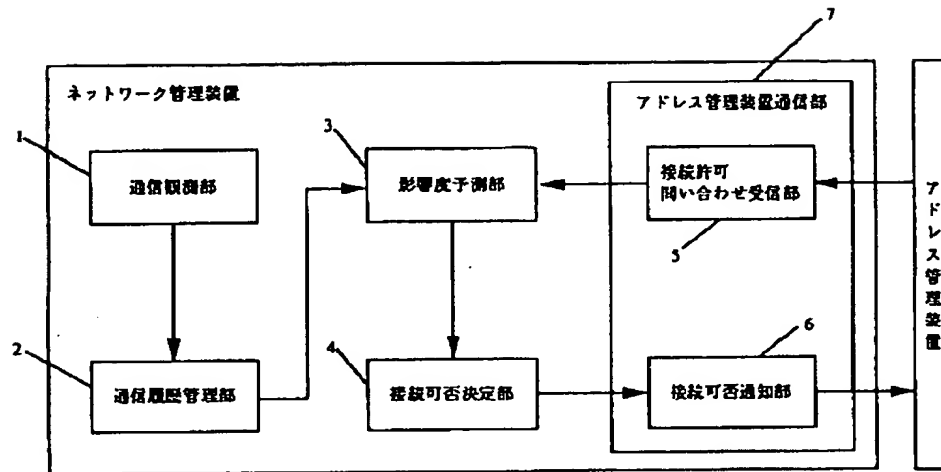 7
ネットワーク管理装置
アドレス管理装置通信部
1
通信観測部
3
影響度予測部
接続許可
問い合わせ受信部
5
アドレス管理装置
2
通信履歴管理部
4
接続可否決定部
6
接続可否通知部